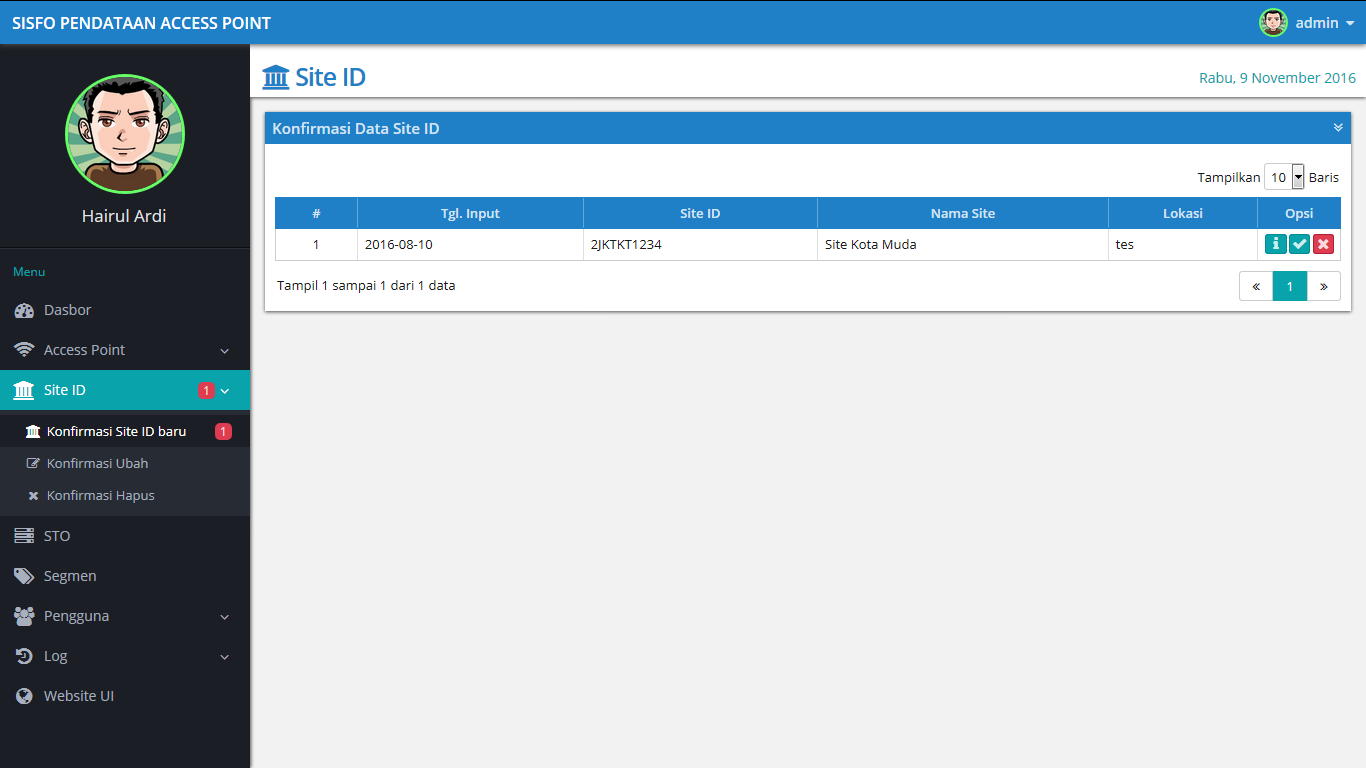 SISFO PENDATAAN ACCESS POINT
admin
Hairul Ardi
Menu
Dasbor
Access Point
Site ID 1
Konfirmasi Site ID baru 1
Konfirmasi Ubah
Konfirmasi Hapus
STO
Segmen
Pengguna
Log
Website UI
Site ID
Rabu, 9 November 2016
Konfirmasi Data Site ID
Tampilkan 10 Baris
# Tgl. Input Site ID Nama Site Lokasi Opsi
1 2016-08-10 2JKTKT1234 Site Kota Muda tes
Tampil 1 sampai 1 dari 1 data
« 1 »